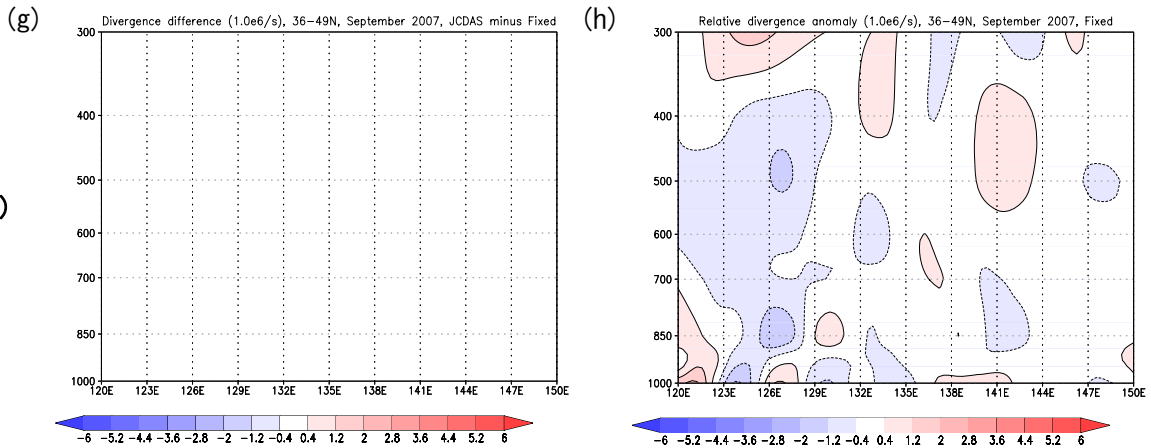 (g)
Divergence difference (1.0e6/s), 36-49N, September 2007, JCDAS minus Fixed
300
400
500
600
700
850
1000
120E 123E 126E 129E 132E 135E 138E 141E 144E 147E 150E
-6 -5.2 -4.4 -3.6 -2.8 -2 -1.2 -0.4 0.4 1.2 2 2.8 3.6 4.4 5.2 6
)
(h)
Relative divergence anomaly (1.0e6/s), 36-49N, September 2007, Fixed
300
400
500
600
700
850
1000
120E 123E 126E 129E 132E 135E 138E 141E 144E 147E 150E
-6 -5.2 -4.4 -3.6 -2.8 -2 -1.2 -0.4 0.4 1.2 2 2.8 3.6 4.4 5.2 6